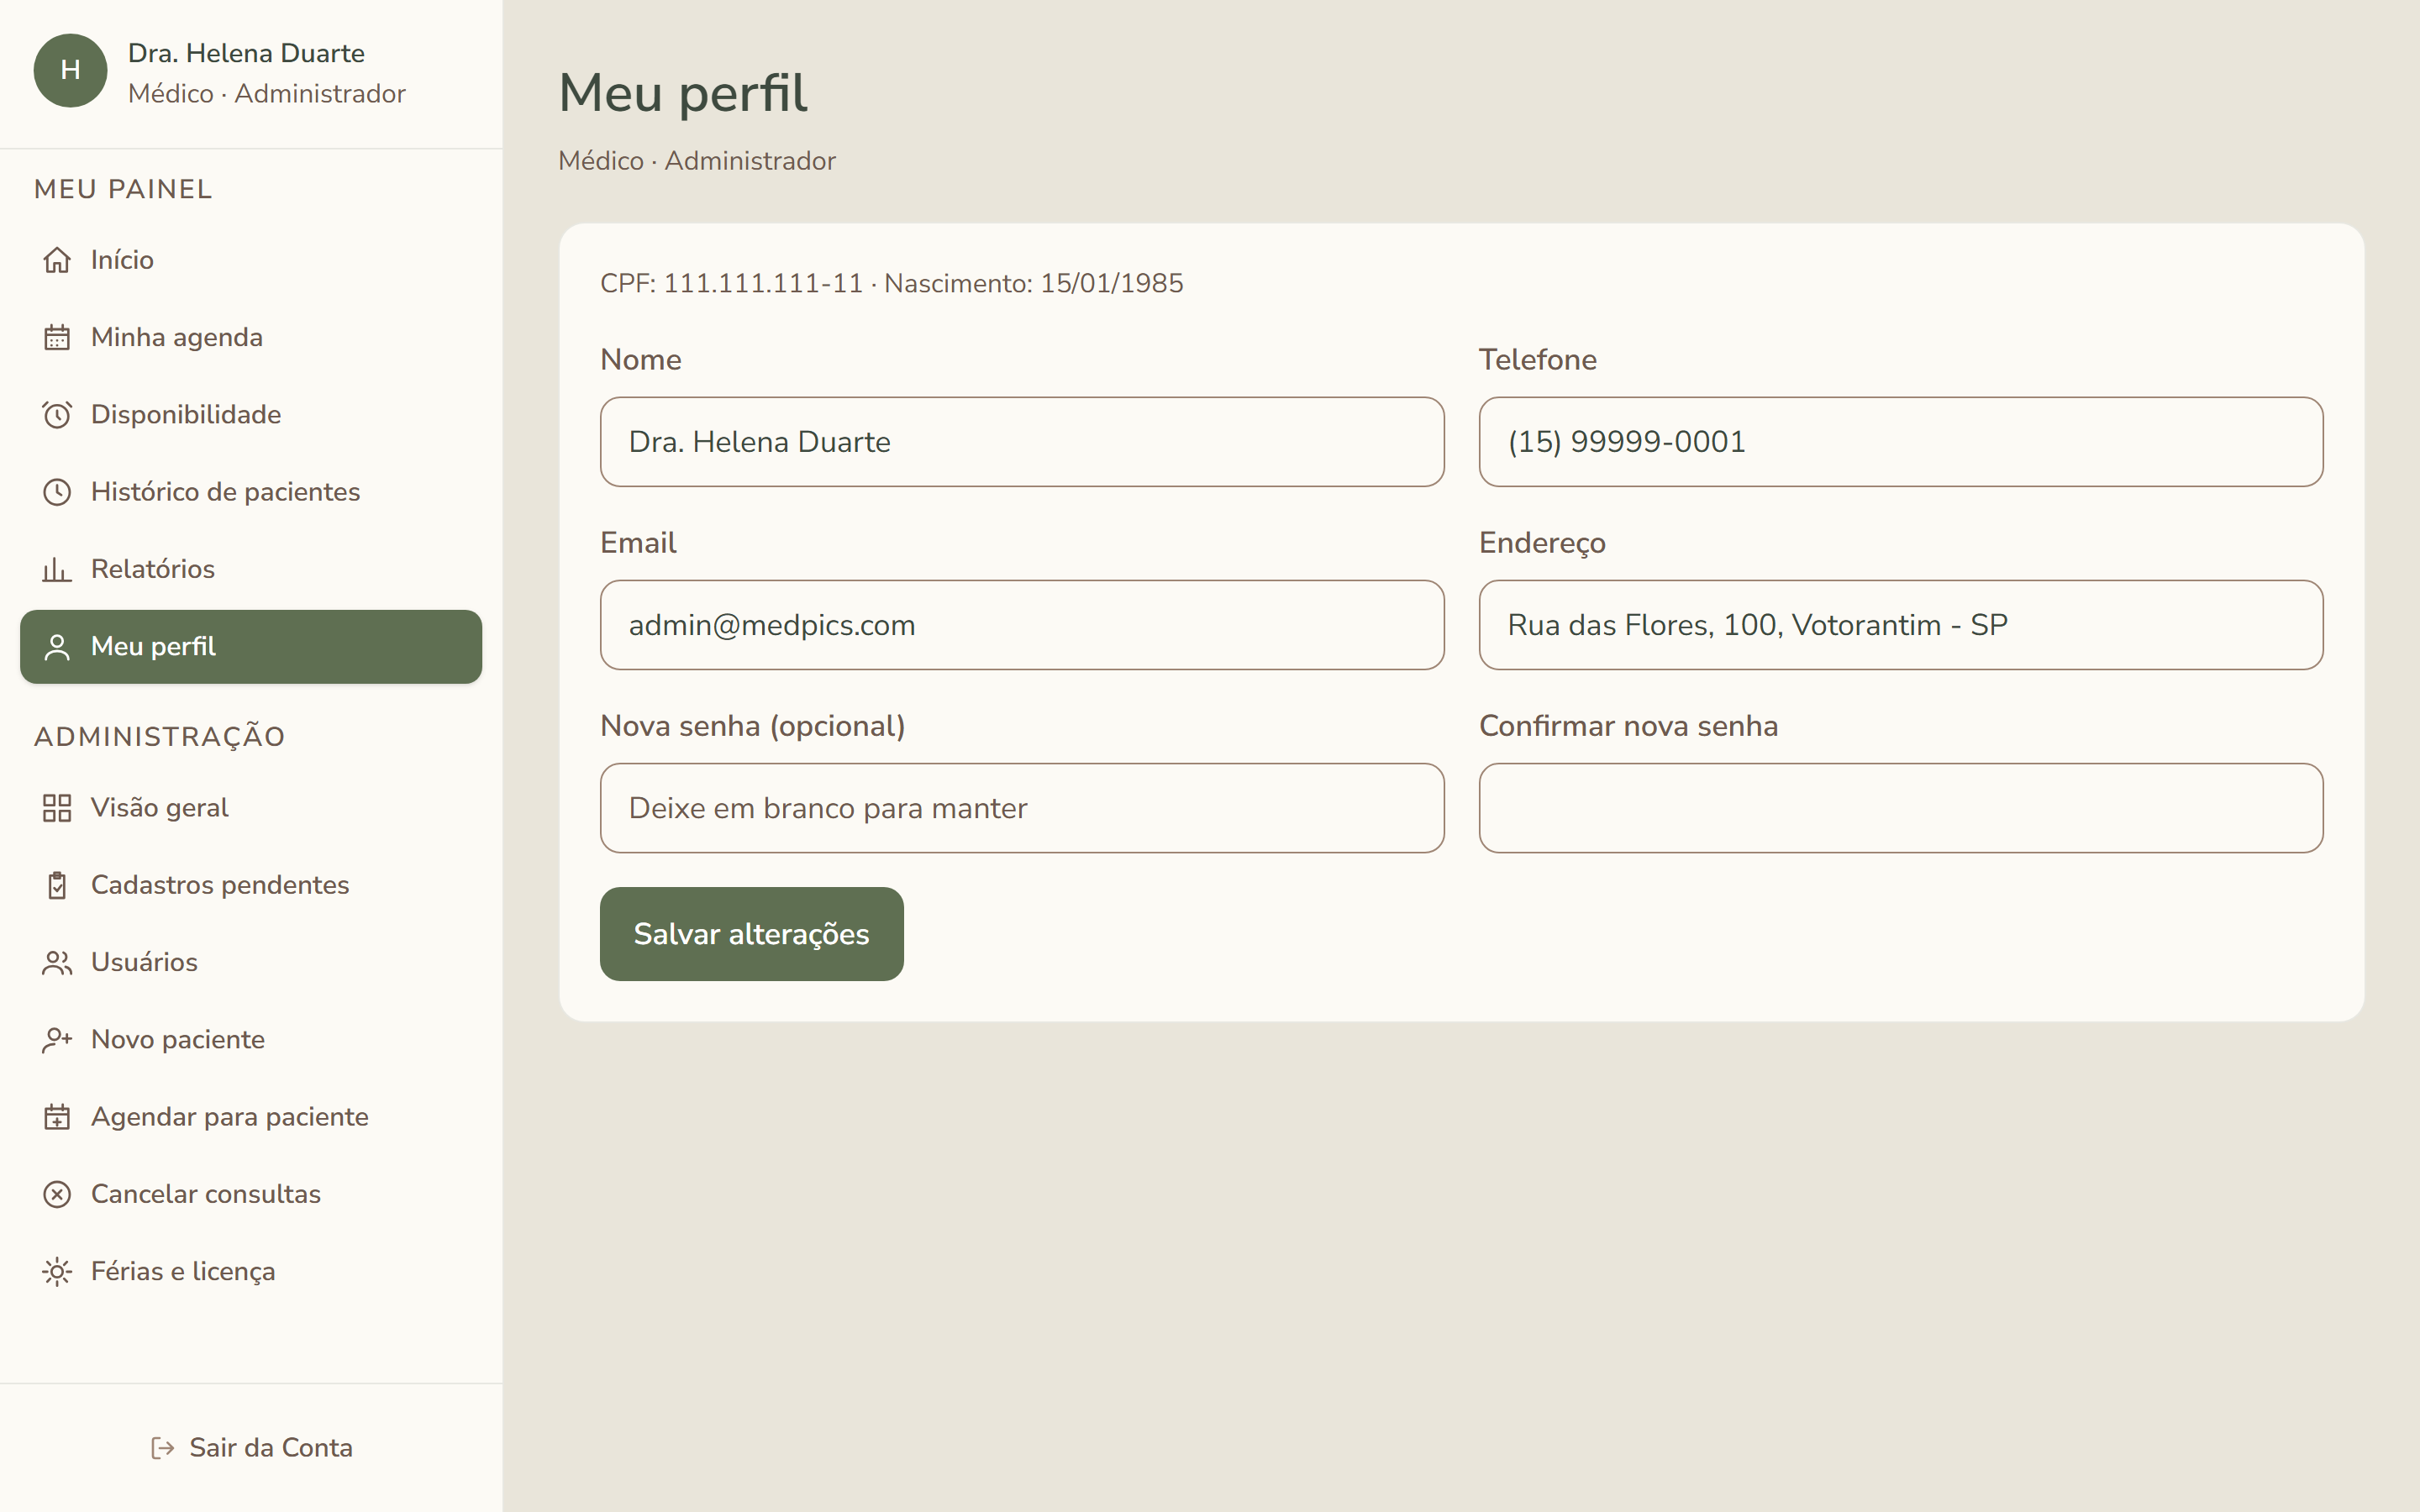 H
Dra. Helena Duarte
Médico · Administrador
MEU PAINEL
Início
Minha agenda
Disponibilidade
Histórico de pacientes
Relatórios
Meu perfil
ADMINISTRAÇÃO
Visão geral
Cadastros pendentes
Usuários
Novo paciente
Agendar para paciente
Cancelar consultas
Férias e licença
Sair da Conta
Meu perfil
Médico · Administrador
CPF: 111.111.111-11 · Nascimento: 15/01/1985
Nome
Dra. Helena Duarte
Telefone
(15) 99999-0001
Email
admin@medpics.com
Endereço
Rua das Flores, 100, Votorantim - SP
Nova senha (opcional)
Deixe em branco para manter
Confirmar nova senha
Salvar alterações